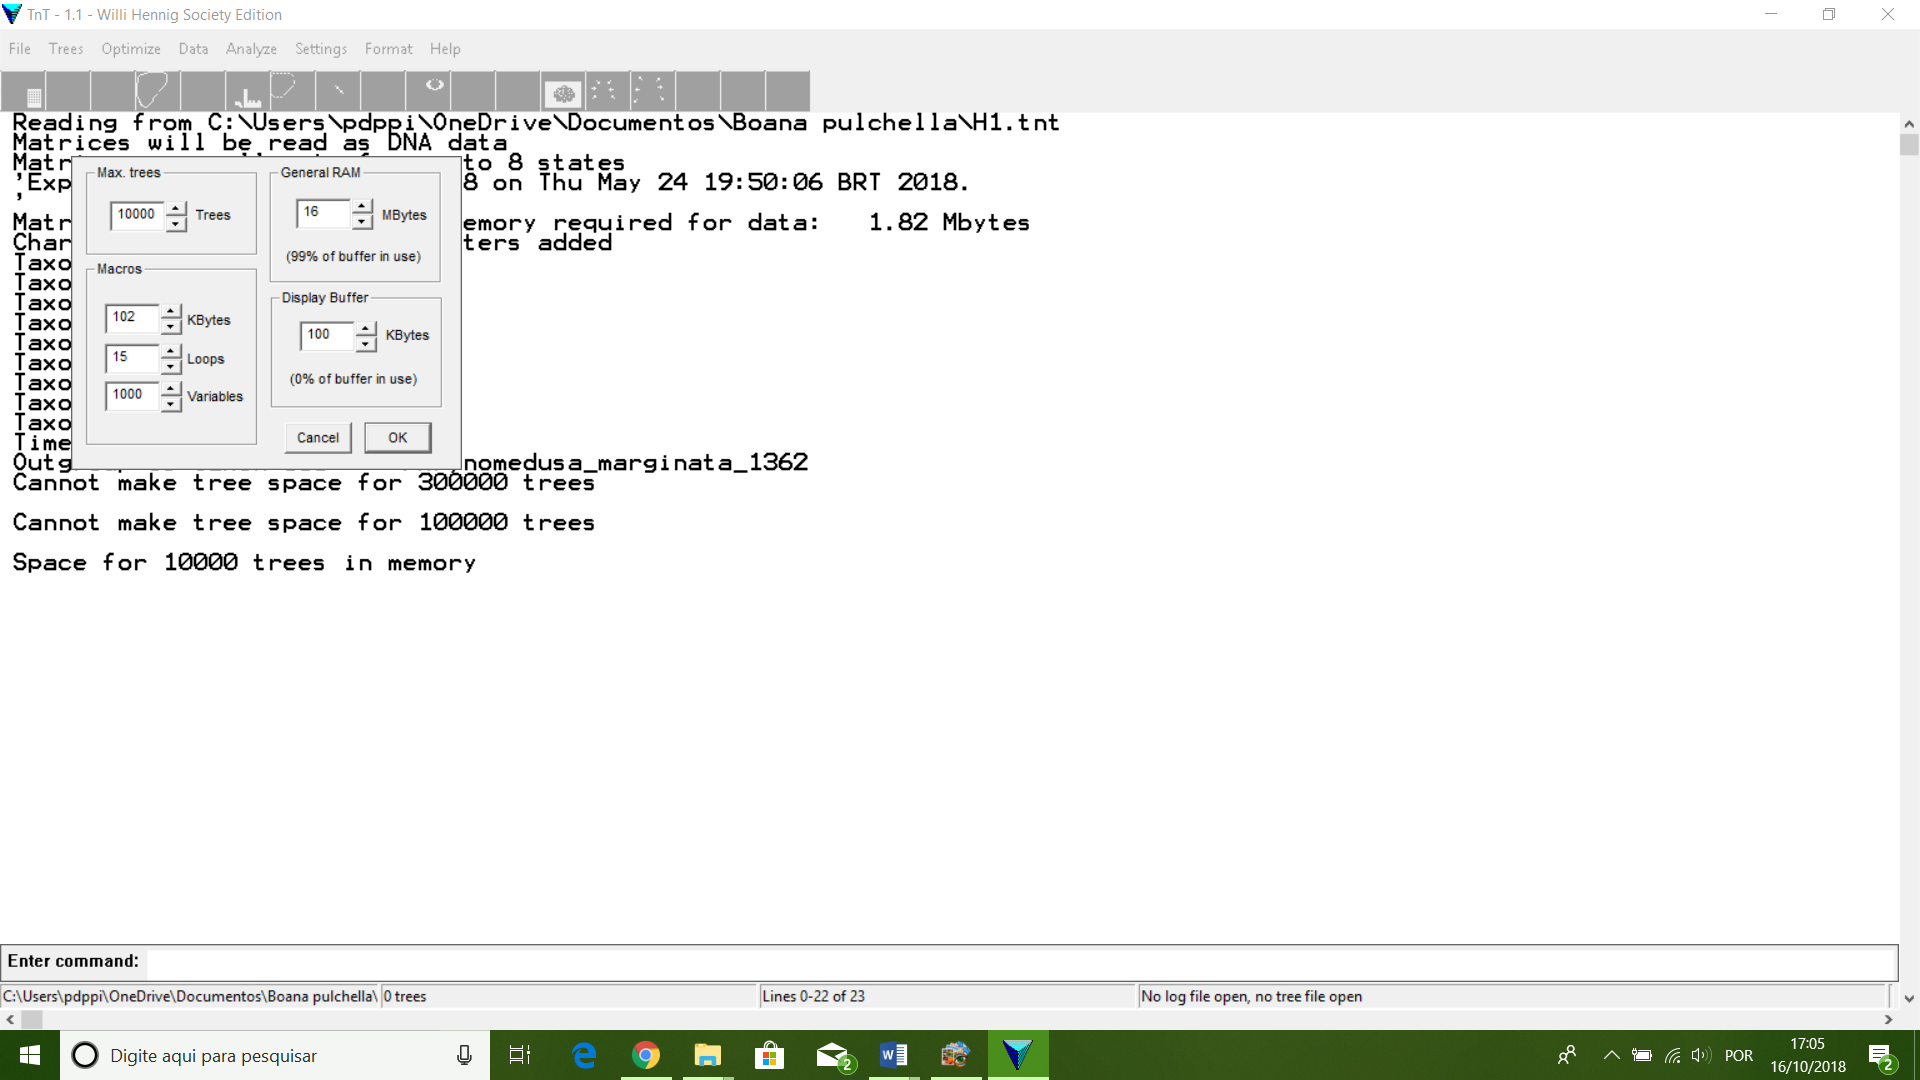 TnT - 1.1 - Willi Hennig Society Edition
File Trees Optimize Data Analyze Settings Format Help
Reading from C:\Users\pdppi\OneDrive\Documentos\Boana pulchella\H1.tnt
Matrices will be read as DNA data
Matr to 8 states
'Exp 8 on Thu May 24 19:50:06 BRT 2018.
'
Matr emory required for data: 1.82 Mbytes
Char ters added
Taxo
Taxo
Taxo
Taxo
Taxo
Taxo
Taxo
Taxo
Taxo
Time
Outg nomedusa_marginata_1362
Cannot make tree space for 300000 trees
Cannot make tree space for 100000 trees
Space for 10000 trees in memory
Max. trees
10000 Trees
Macros
102 KBytes
15 Loops
1000 Variables
General RAM
16 MBytes
(99% of buffer in use)
Display Buffer
100 KBytes
(0% of buffer in use)
Cancel OK
Enter command:
C:\Users\pdppi\OneDrive\Documentos\Boana pulchella\ 0 trees Lines 0-22 of 23 No log file open, no tree file open
Digite aqui para pesquisar
2
POR
17:05
16/10/2018
2